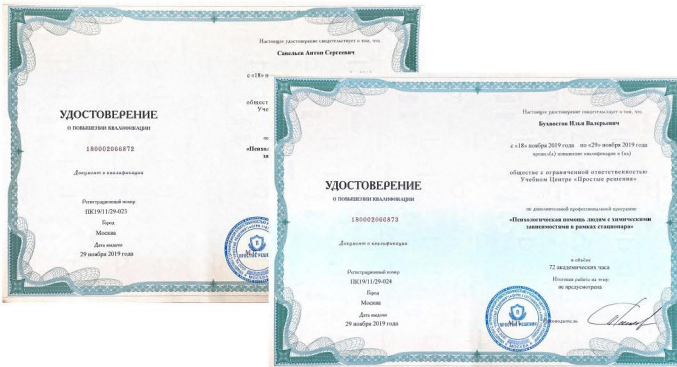 УДОСТОВЕРЕНИЕ
О ПОВЫШЕНИИ КВАЛИФИКАЦИИ
180002066872
Документ о квалификации
Регистрационный номер
ПК19/11/29-023
Город
Москва
Дата выдачи
29 ноября 2019 года
Настоящее удостоверение свидетельствует о том, что
Савельев Антон Сергеевич
с «18» н
общест
Уче
по
«Психо
за
УДОСТОВЕРЕНИЕ
О ПОВЫШЕНИИ КВАЛИФИКАЦИИ
180002066873
Документ о квалификации
Регистрационный номер
ПК19/11/29-024
Город
Москва
Дата выдачи
29 ноября 2019 года
Настоящее удостоверение свидетельствует о том, что
Бухвостов Илья Валерьевич
с «18» ноября 2019 года по «29» ноября 2019 года
прошел(а) повышение квалификации в (на)
обществе с ограниченной ответственностью
Учебном Центре «Простые решения»
по дополнительной профессиональной программе
«Психологическая помощь людям с химическими
зависимостями в рамках стационара»
в объёме
72 академических часа
Итоговая работа на тему:
не предусмотрена